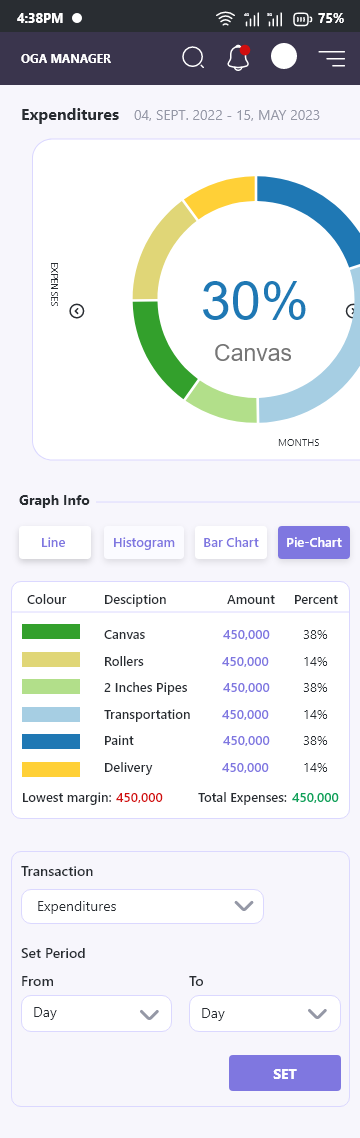 4:38PM 75%
OGA MANAGER
Expenditures 04, SEPT. 2022 - 15, MAY 2023
EXPENSES
30%
Canvas
MONTHS
Graph Info
Line Histogram Bar Chart Pie-Chart
Colour Desciption Amount Percent
Canvas 450,000 38%
Rollers 450,000 14%
2 Inches Pipes 450,000 38%
Transportation 450,000 14%
Paint 450,000 38%
Delivery 450,000 14%
Lowest margin: 450,000 Total Expenses: 450,000
Transaction
Expenditures
Set Period
From To
Day Day
SET